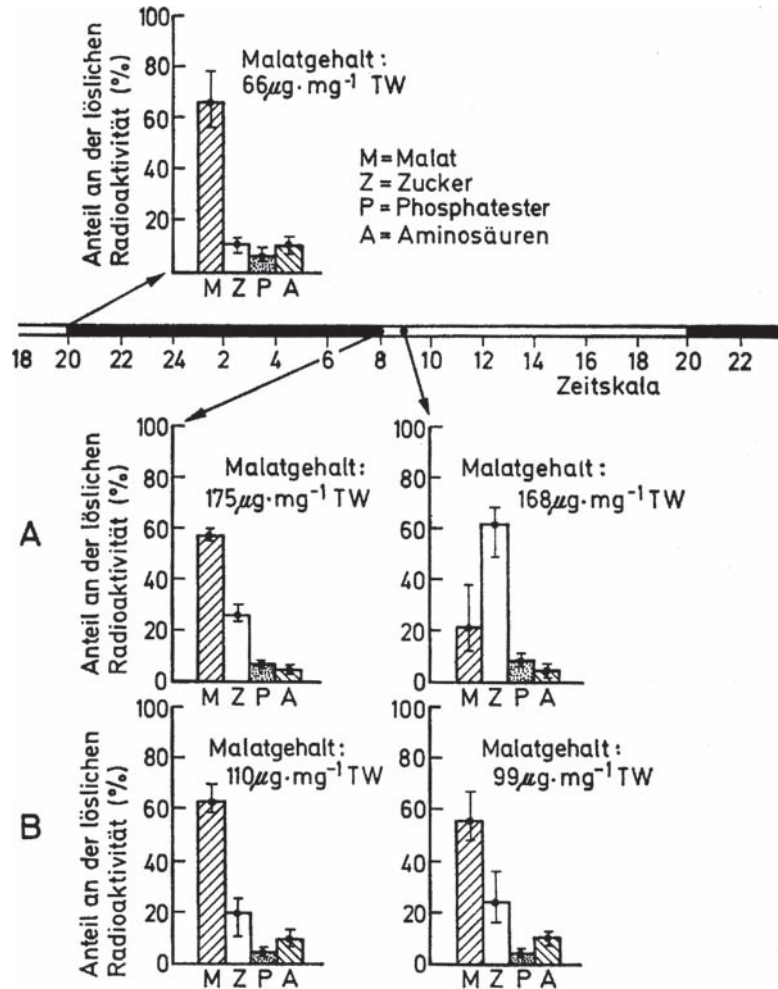 Anteil an der löslichen
Radioaktivität (%)
100
80
60
40
20
Malatgehalt:
66µg·mg⁻¹ TW
M=Malat
Z=Zucker
P=Phosphatester
A=Aminosäuren
M Z P A
18 20 22 24 2 4 6 8 10 12 14 16 18 20 22
Zeitskala
A
Anteil an der löslichen
Radioaktivität (%)
100
80
60
40
20
0
Malatgehalt:
175µg·mg⁻¹ TW
M Z P A
100
80
60
40
20
0
Malatgehalt:
168µg·mg⁻¹ TW
M Z P A
B
Anteil an der löslichen
Radioaktivität (%)
100
80
60
40
20
0
Malatgehalt:
110µg·mg⁻¹ TW
M Z P A
100
80
60
40
20
0
Malatgehalt:
99µg·mg⁻¹ TW
M Z P A